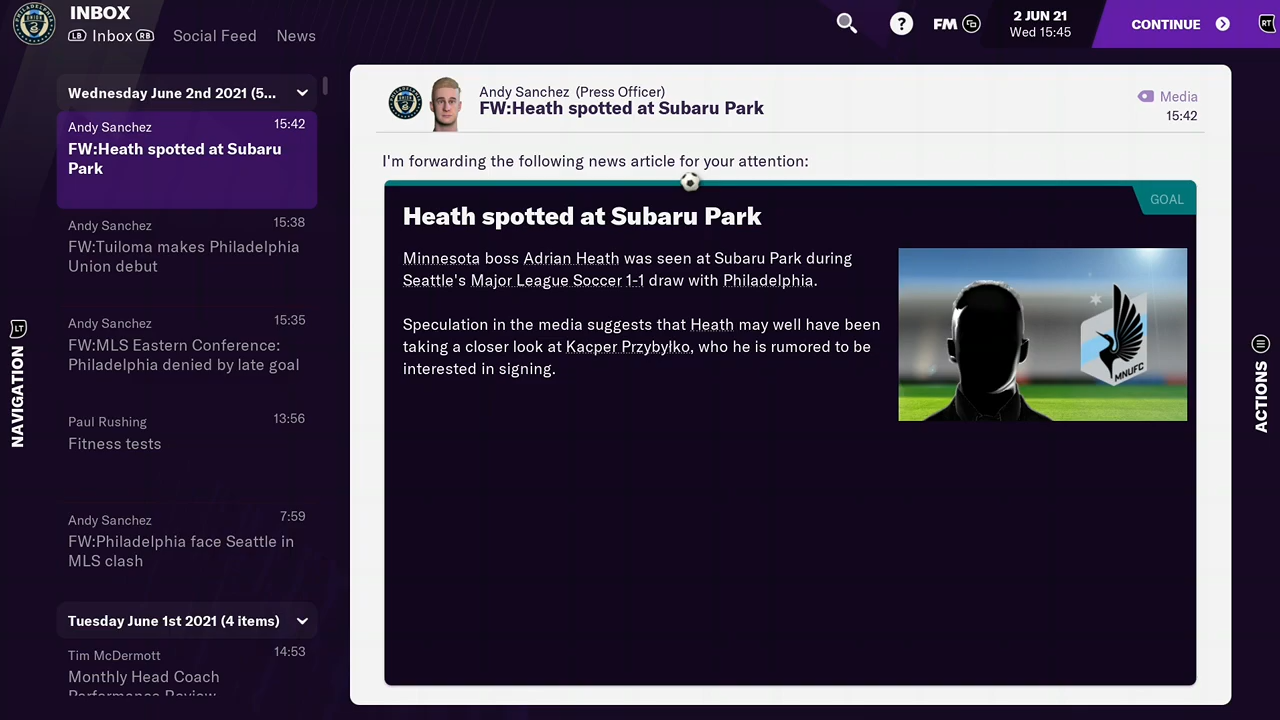 INBOX
LB Inbox RB Social Feed News
FM
2 JUN 21
Wed 15:45
CONTINUE
RT
Wednesday June 2nd 2021 (5...
Andy Sanchez 15:42
FW:Heath spotted at Subaru
Park
Andy Sanchez 15:38
FW:Tuiloma makes Philadelphia
Union debut
Andy Sanchez 15:35
FW:MLS Eastern Conference:
Philadelphia denied by late goal
Paul Rushing 13:56
Fitness tests
Andy Sanchez 7:59
FW:Philadelphia face Seattle in
MLS clash
Tuesday June 1st 2021 (4 items)
Tim McDermott 14:53
Monthly Head Coach
Performance Review
LT
NAVIGATION
Andy Sanchez (Press Officer)
FW:Heath spotted at Subaru Park
Media
15:42
I'm forwarding the following news article for your attention:
GOAL
Heath spotted at Subaru Park
Minnesota boss Adrian Heath was seen at Subaru Park during
Seattle's Major League Soccer 1-1 draw with Philadelphia.
Speculation in the media suggests that Heath may well have been
taking a closer look at Kacper Przybylko, who he is rumored to be
interested in signing.
MNUFC
ACTIONS